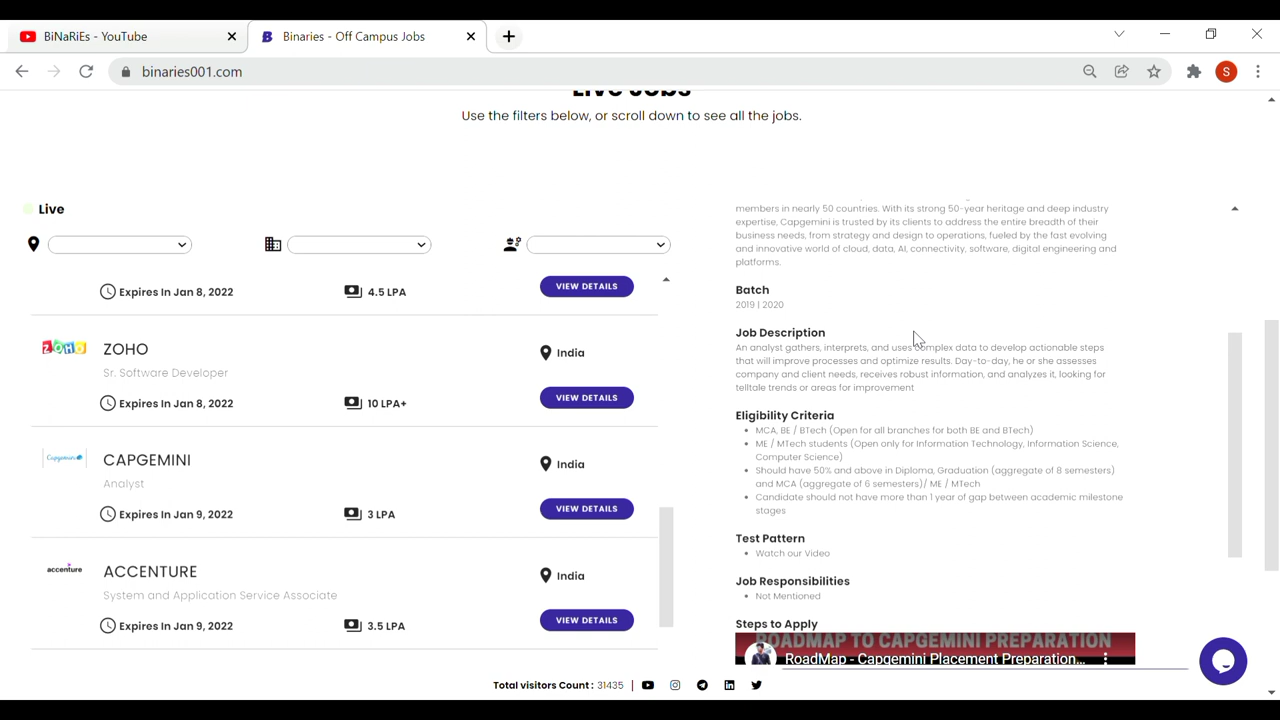 BiNaRiEs - YouTube
Binaries - Off Campus Jobs
binaries001.com
S
Live Jobs
Use the filters below, or scroll down to see all the jobs.
Live
Expires In Jan 8, 2022
4.5 LPA
VIEW DETAILS
ZOHO
ZOHO
India
Sr. Software Developer
Expires In Jan 8, 2022
10 LPA+
VIEW DETAILS
Capgemini
CAPGEMINI
India
Analyst
Expires In Jan 9, 2022
3 LPA
VIEW DETAILS
accenture
ACCENTURE
India
System and Application Service Associate
Expires In Jan 9, 2022
3.5 LPA
VIEW DETAILS
members in nearly 50 countries. With its strong 50-year heritage and deep industry
expertise, Capgemini is trusted by its clients to address the entire breadth of their
business needs, from strategy and design to operations, fueled by the fast evolving
and innovative world of cloud, data, AI, connectivity, software, digital engineering and
platforms.
Batch
2019 | 2020
Job Description
An analyst gathers, interprets, and uses complex data to develop actionable steps
that will improve processes and optimize results. Day-to-day, he or she assesses
company and client needs, receives robust information, and analyzes it, looking for
telltale trends or areas for improvement
Eligibility Criteria
MCA, BE / BTech (Open for all branches for both BE and BTech)
ME / MTech students (Open only for Information Technology, Information Science,
Computer Science)
Should have 50% and above in Diploma, Graduation (aggregate of 8 semesters)
and MCA (aggregate of 6 semesters)/ ME / MTech
Candidate should not have more than 1 year of gap between academic milestone
stages
Test Pattern
Watch our Video
Job Responsibilities
Not Mentioned
Steps to Apply
ROADMAP TO CAPGEMINI PREPARATION
RoadMap - Capgemini Placement Preparation...
Total visitors Count : 31435 |